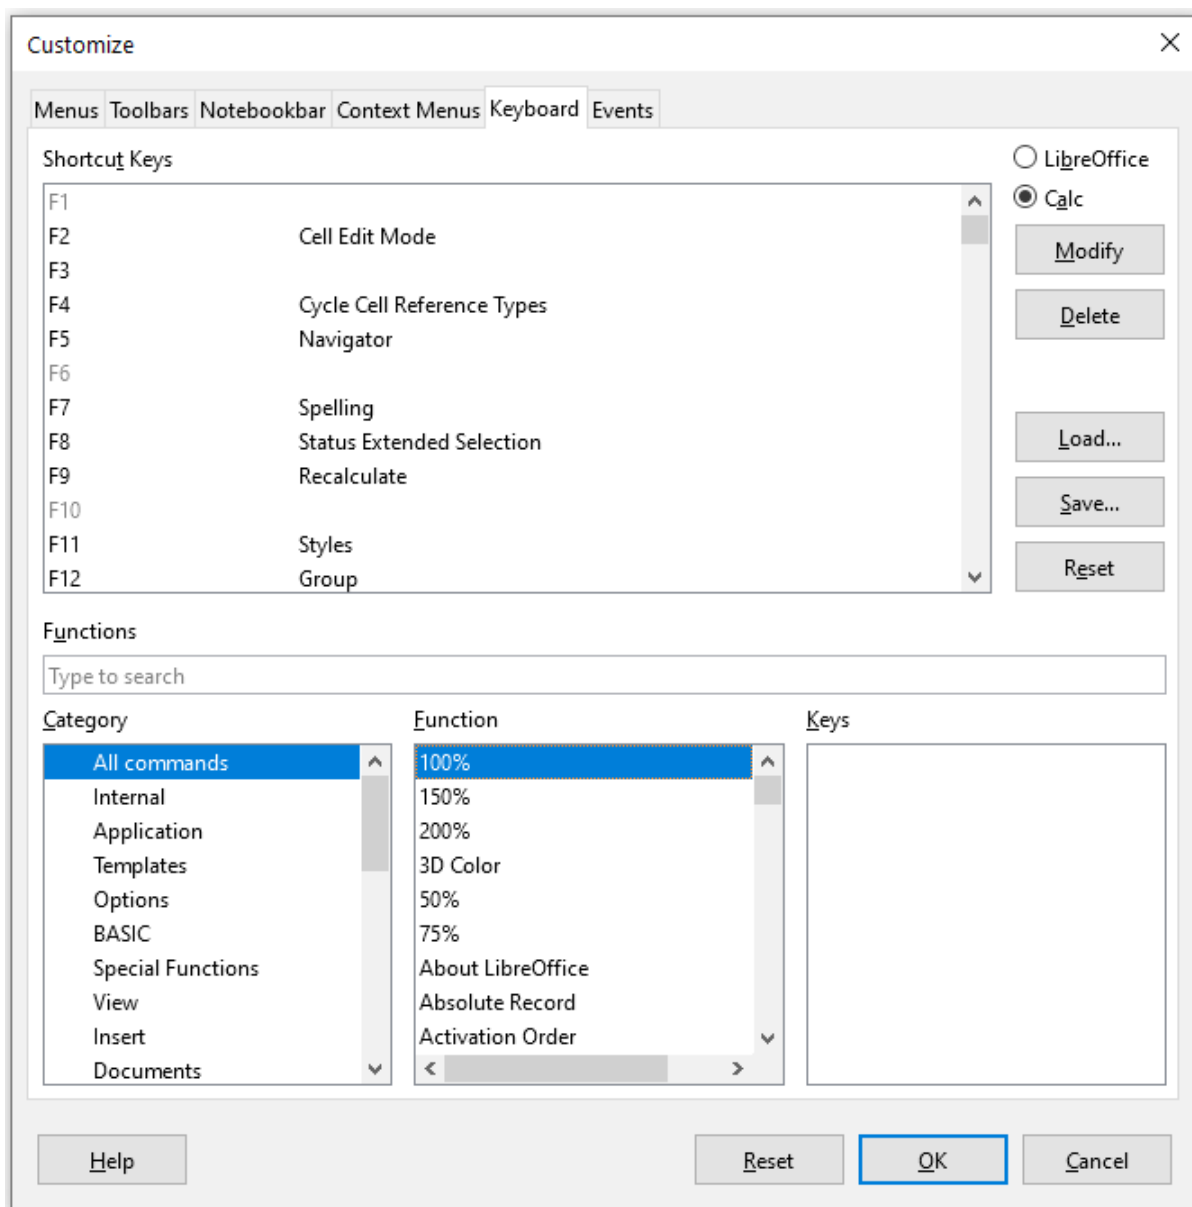 Customize
Menus Toolbars Notebookbar Context Menus Keyboard Events
Shortcut Keys
LibreOffice
Calc
F1
F2 Cell Edit Mode
F3
F4 Cycle Cell Reference Types
F5 Navigator
F6
F7 Spelling
F8 Status Extended Selection
F9 Recalculate
F10
F11 Styles
F12 Group
Modify
Delete
Load...
Save...
Reset
Functions
Type to search
Category
All commands
Internal
Application
Templates
Options
BASIC
Special Functions
View
Insert
Documents
Function
100%
150%
200%
3D Color
50%
75%
About LibreOffice
Absolute Record
Activation Order
Keys
Help Reset OK Cancel